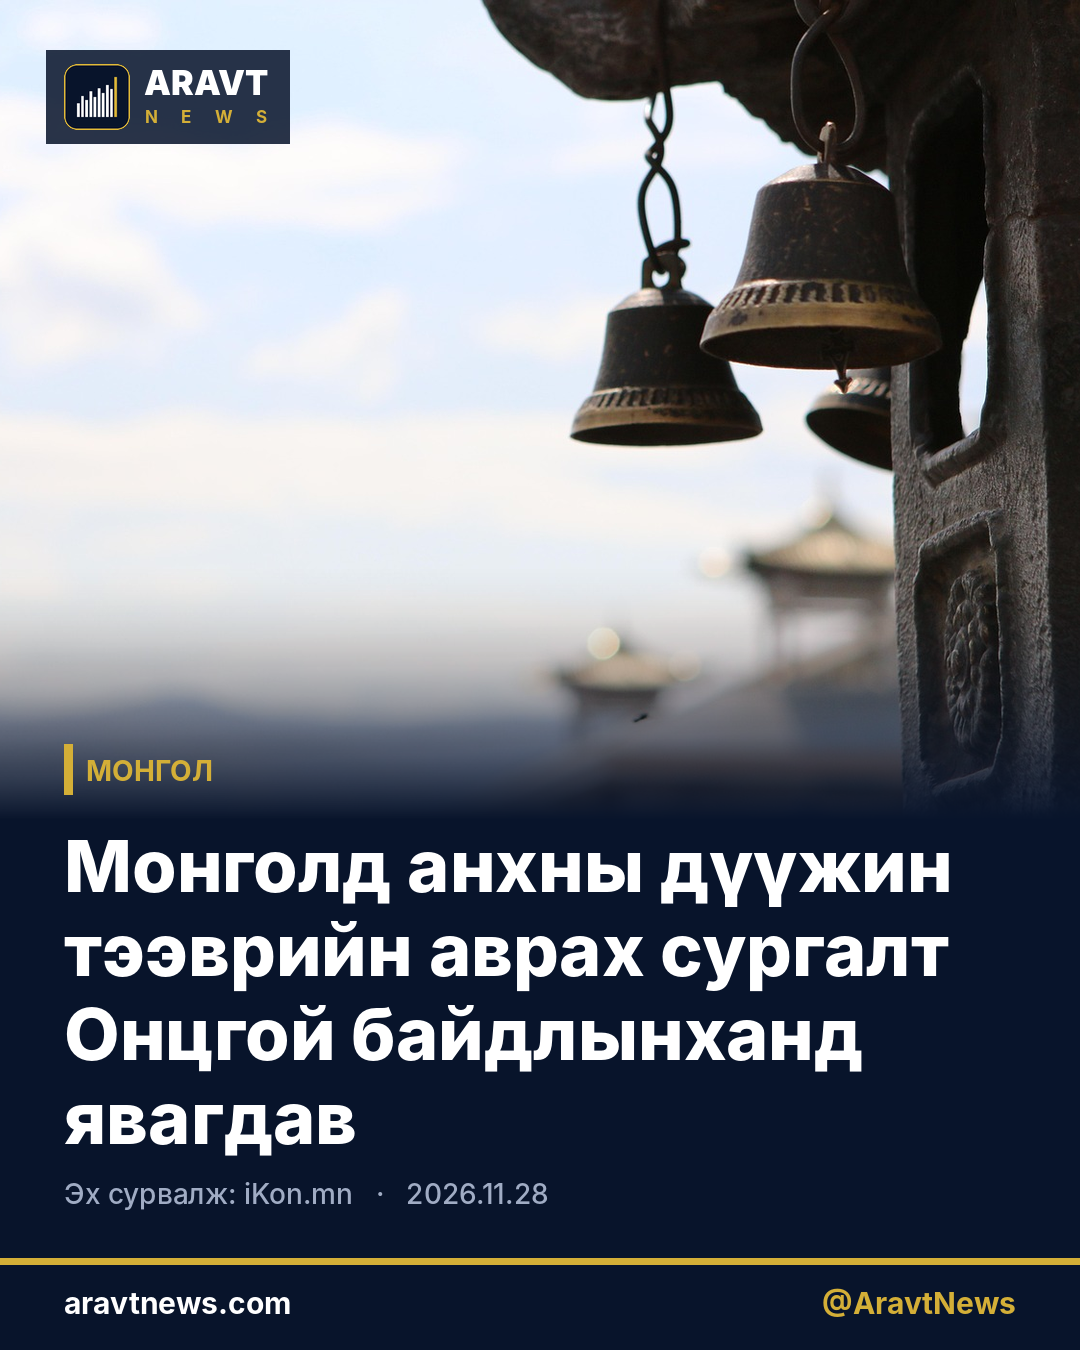 ARAVT
NEWS
МОНГОЛ
Монголд анхны дүүжин
тээврийн аврах сургалт
Онцгой байдлынханд
явагдав
Эх сурвалж: iKon.mn · 2026.11.28
aravtnews.com
@AravtNews